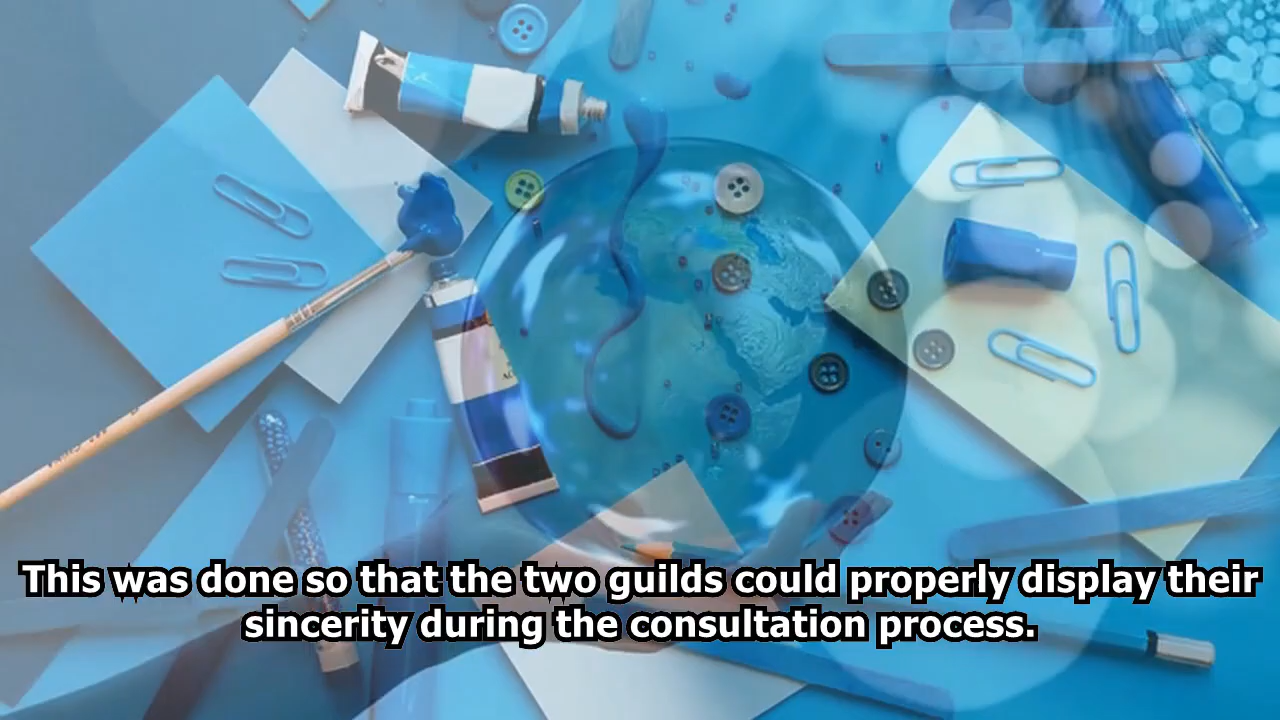 This was done so that the two guilds could properly display their
sincerity during the consultation process.